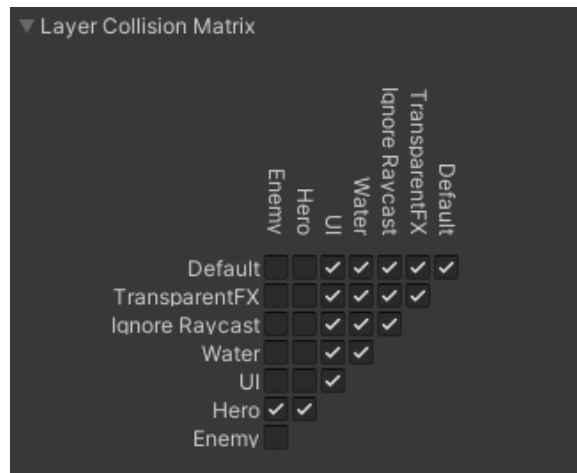 Layer Collision Matrix
Enemy
Hero
UI
Water
Ignore Raycast
TransparentFX
Default
Default
TransparentFX
Ignore Raycast
Water
UI
Hero
Enemy